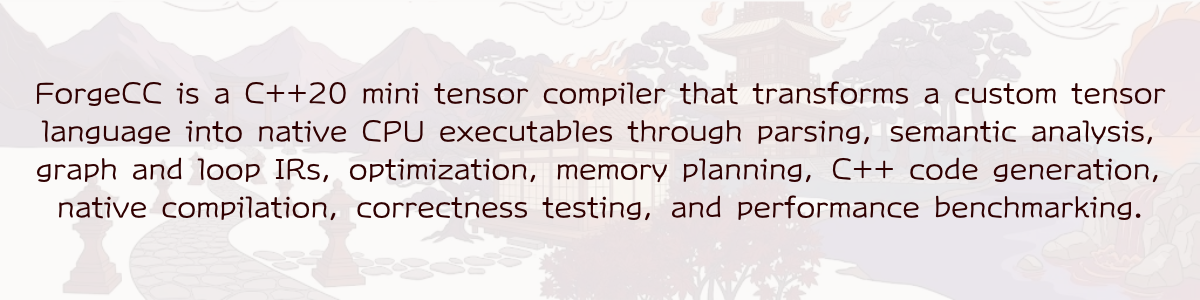 ForgeCC is a C++20 mini tensor compiler that transforms a custom tensor
language into native CPU executables through parsing, semantic analysis,
graph and loop IRs, optimization, memory planning, C++ code generation,
native compilation, correctness testing, and performance benchmarking.